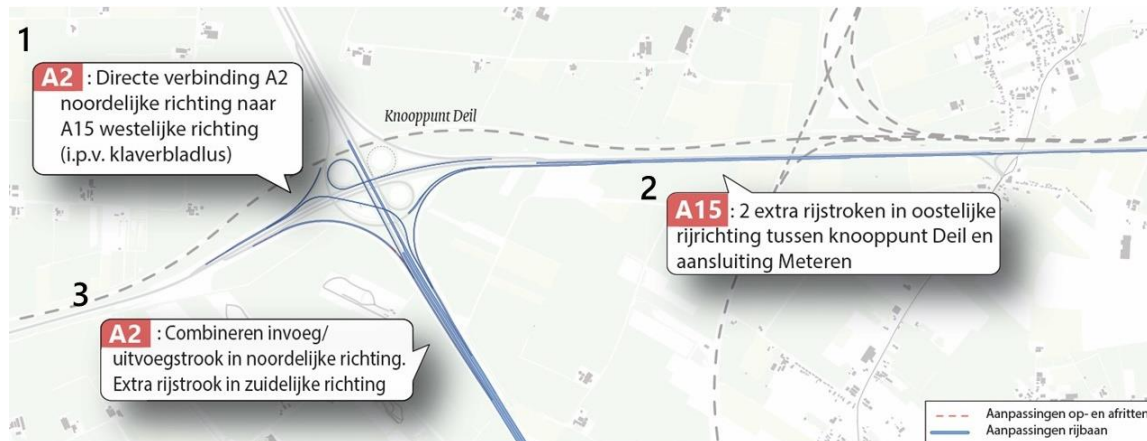 1
A2 : Directe verbinding A2
noordelijke richting naar
A15 westelijke richting
(i.p.v. klaverbladlus)
Knooppunt Deil
2
A15 : 2 extra rijstroken in oostelijke
rijrichting tussen knooppunt Deil en
aansluiting Meteren
3
A2 : Combineren invoeg/
uitvoegstrook in noordelijke richting.
Extra rijstrook in zuidelijke richting
Aanpassingen op- en afritten
Aanpassingen rijbaan